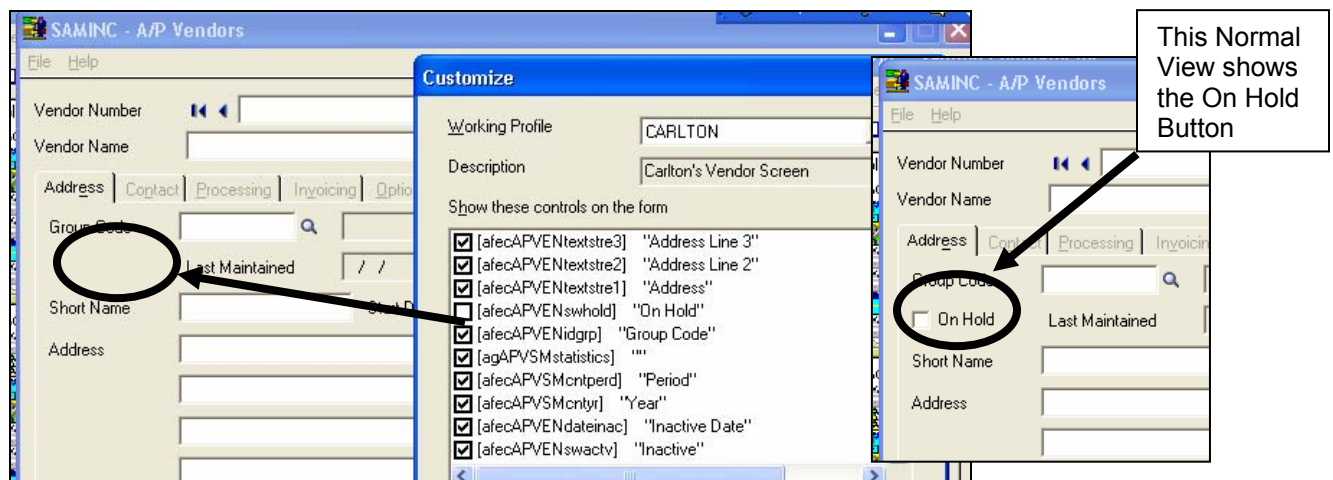 SAMINC - A/P Vendors
File Help
Vendor Number
Vendor Name
Address Contact Processing Invoicing Optio
Group Code
Last Maintained / /
Short Name Start D
Address
Customize
Working Profile CARLTON
Description Carlton's Vendor Screen
Show these controls on the form
[afecAPVENtextstre3] "Address Line 3"
[afecAPVENtextstre2] "Address Line 2"
[afecAPVENtextstre1] "Address"
[afecAPVENswhold] "On Hold"
[afecAPVENidgrp] "Group Code"
[agAPVSMstatistics] ""
[afecAPVSMcntperd] "Period"
[afecAPVSMcntyr] "Year"
[afecAPVENdateinac] "Inactive Date"
[afecAPVENswactv] "Inactive"
SAMINC - A/P Vendors
File Help
Vendor Number
Vendor Name
Address Contact Processing Invoicin
Group Code
On Hold Last Maintained
Short Name
Address
This Normal
View shows
the On Hold
Button